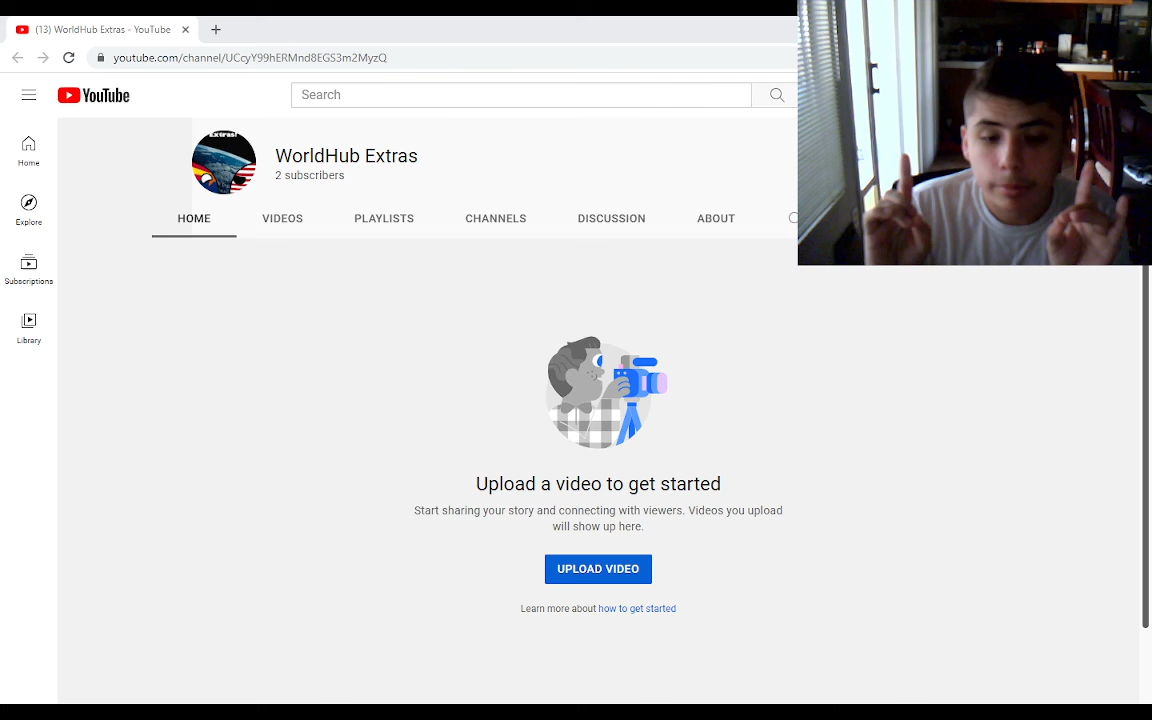 (13) WorldHub Extras - YouTube
youtube.com/channel/UCcyY99hERMnd8EGS3m2MyzQ
YouTube
Search
Extras!
WorldHub Extras
2 subscribers
HOME VIDEOS PLAYLISTS CHANNELS DISCUSSION ABOUT
Home
Explore
Subscriptions
Library
Upload a video to get started
Start sharing your story and connecting with viewers. Videos you upload
will show up here.
UPLOAD VIDEO
Learn more about how to get started